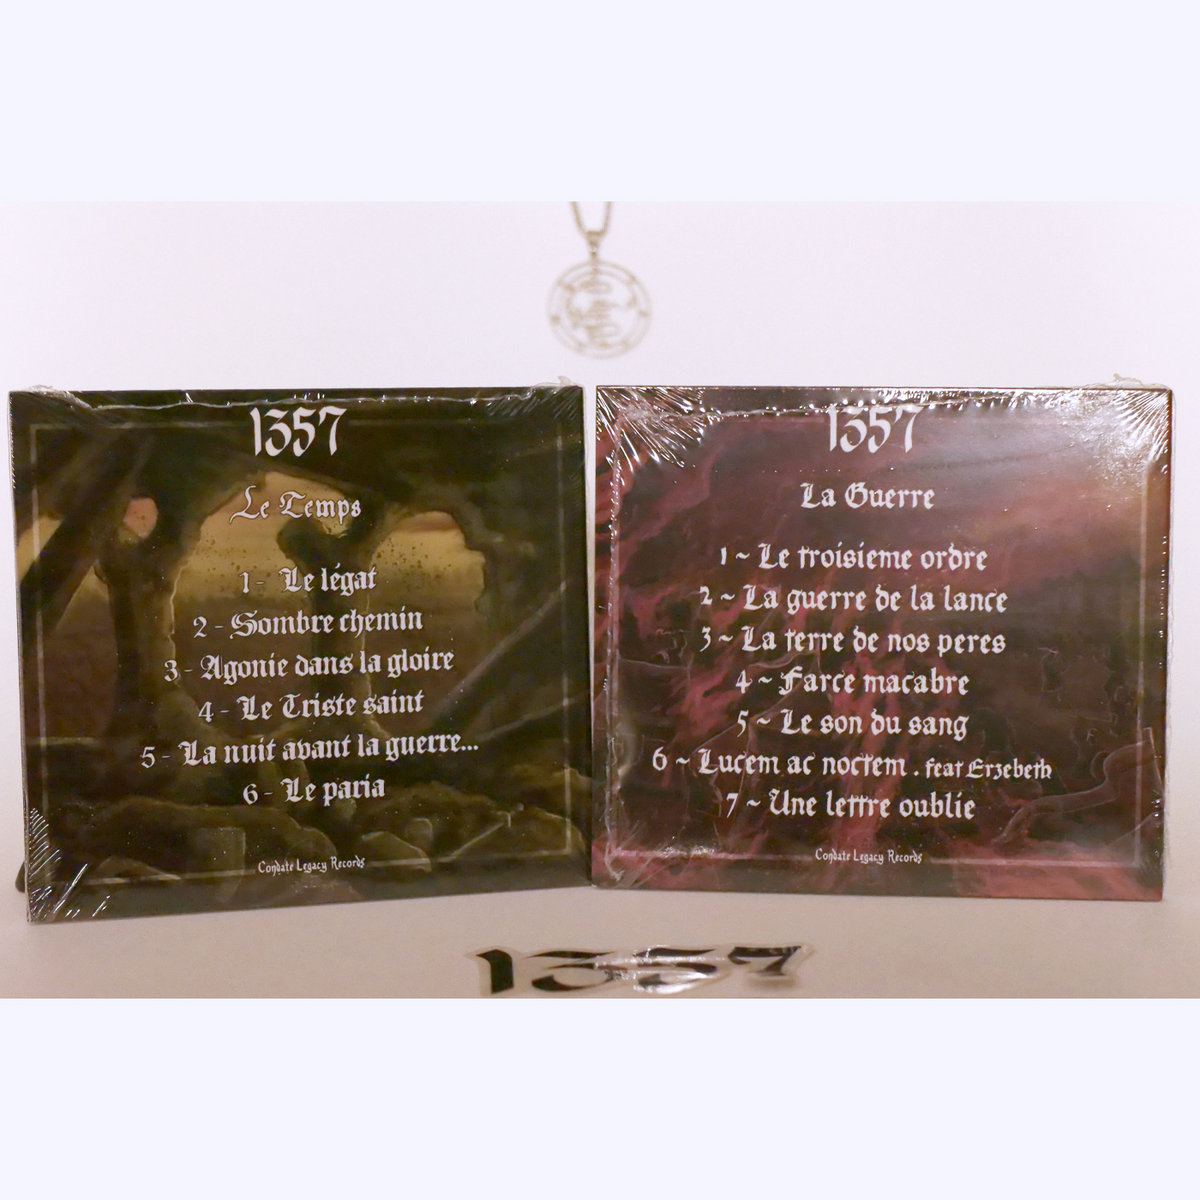 1357
Le Temps
1 - Le légat
2 - Sombre chemin
3 - Agonie dans la gloire
4 - Le Triste saint
5 - La nuit avant la guerre...
6 - Le paria
Condate Legacy Records
1357
La Guerre
1 ~ Le troisieme ordre
2 ~ La guerre de la lance
3 ~ La terre de nos peres
4 ~ Farce macabre
5 ~ Le son du sang
6 ~ Lucem ac noctem . feat Erzebeth
7 ~ Une lettre oublie
Condate Legacy Records
1357